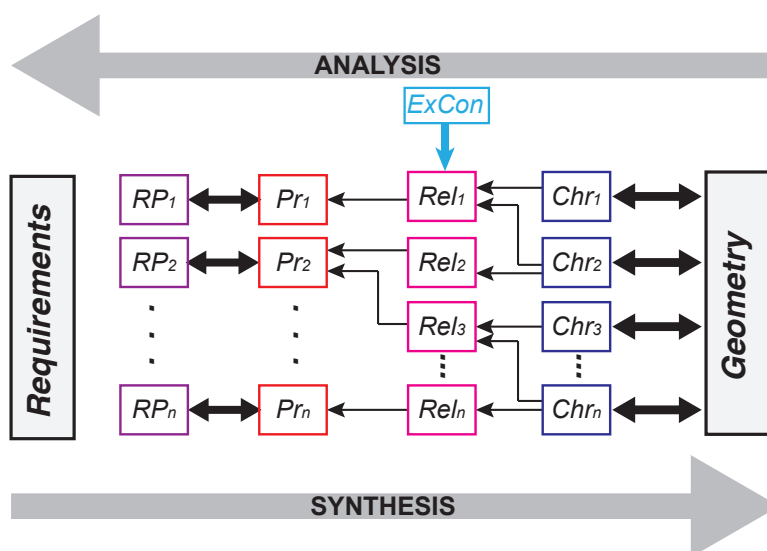 ANALYSIS
ExCon
Requirements
RP1 Pr1 Rel1 Chr1
RP2 Pr2 Rel2 Chr2
Rel3 Chr3
RPn Prn Reln Chrn
Geometry
SYNTHESIS